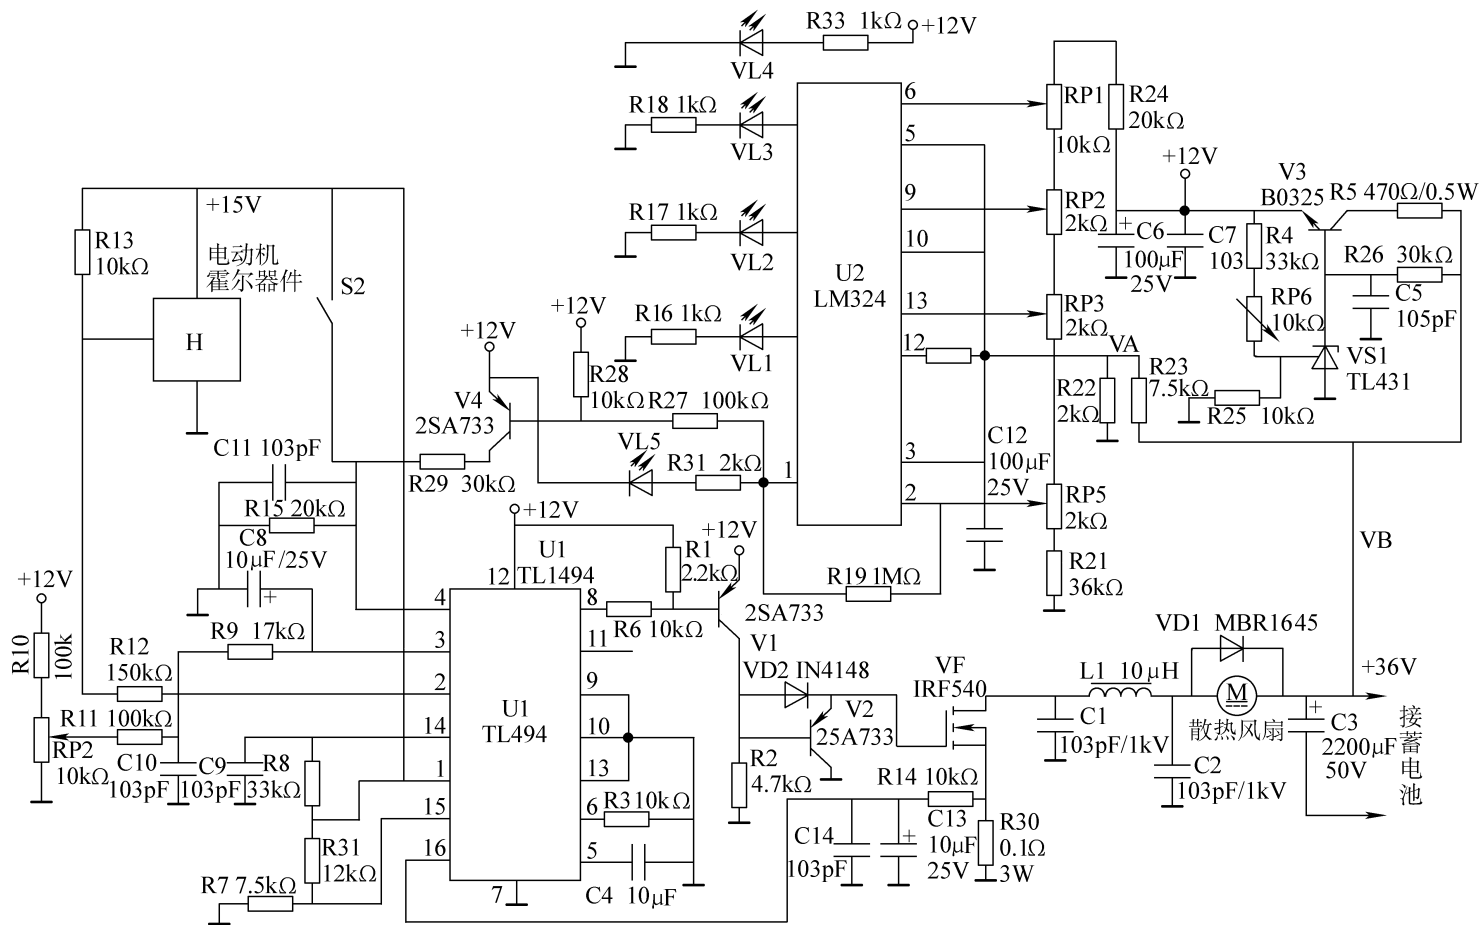 R33 1kΩ
+12V
VL4
R18 1kΩ
VL3
R17 1kΩ
VL2
R16 1kΩ
VL1
U2
LM324
6
5
9
10
13
12
3
2
1
RP1
10kΩ
R24
20kΩ
RP2
2kΩ
RP3
2kΩ
RP5
2kΩ
R21
36kΩ
+12V
C6
100μF
25V
+
C7
103
R4
33kΩ
V3
B0325
R5 470Ω/0.5W
R26 30kΩ
C5
105pF
RP6
10kΩ
VS1
TL431
R25 10kΩ
VA
R22
2kΩ
R23
7.5kΩ
C12
100μF
25V
VB
+15V
R13
10kΩ
电动机
霍尔器件
H
S2
+12V
V4
2SA733
+12V
R28
10kΩ
R27 100kΩ
VL5
R31 2kΩ
R29 30kΩ
C11 103pF
R15 20kΩ
C8
10μF/25V
+
R9 17kΩ
+12V
R10
100k
R12
150kΩ
R11 100kΩ
RP2
10kΩ
C10
103pF
C9
103pF
R8
33kΩ
R31
12kΩ
R7 7.5kΩ
+12V
U1
TL1494
12
U1
TL494
4
3
2
14
1
15
16
8
11
9
10
13
6
5
7
R1
2.2kΩ
R6 10kΩ
+12V
2SA733
V1
VD2 IN4148
V2
25A733
R2
4.7kΩ
R3 10kΩ
C4 10μF
R19 1MΩ
VF
IRF540
R14 10kΩ
C14
103pF
+
C13
10μF
25V
R30
0.1Ω
3W
C1
103pF/1kV
L1 10μH
C2
103pF/1kV
VD1 MBR1645
M
散热风扇
+36V
+
C3
2200μF
50V
接蓄电池